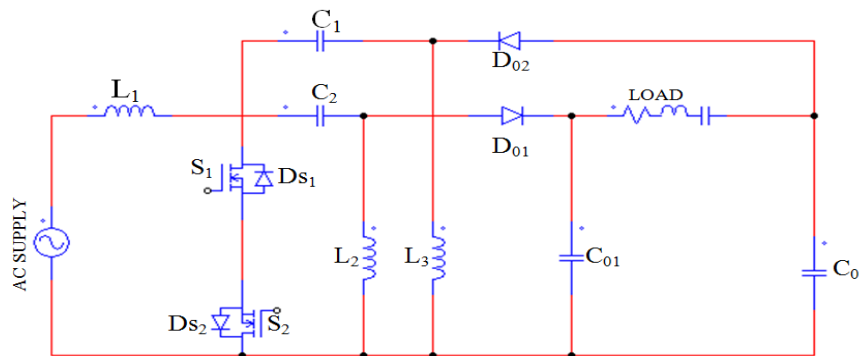 C1
D02
L1
C2
LOAD
D01
S1
Ds1
AC SUPPLY
L2
L3
C01
C0
Ds2
S2